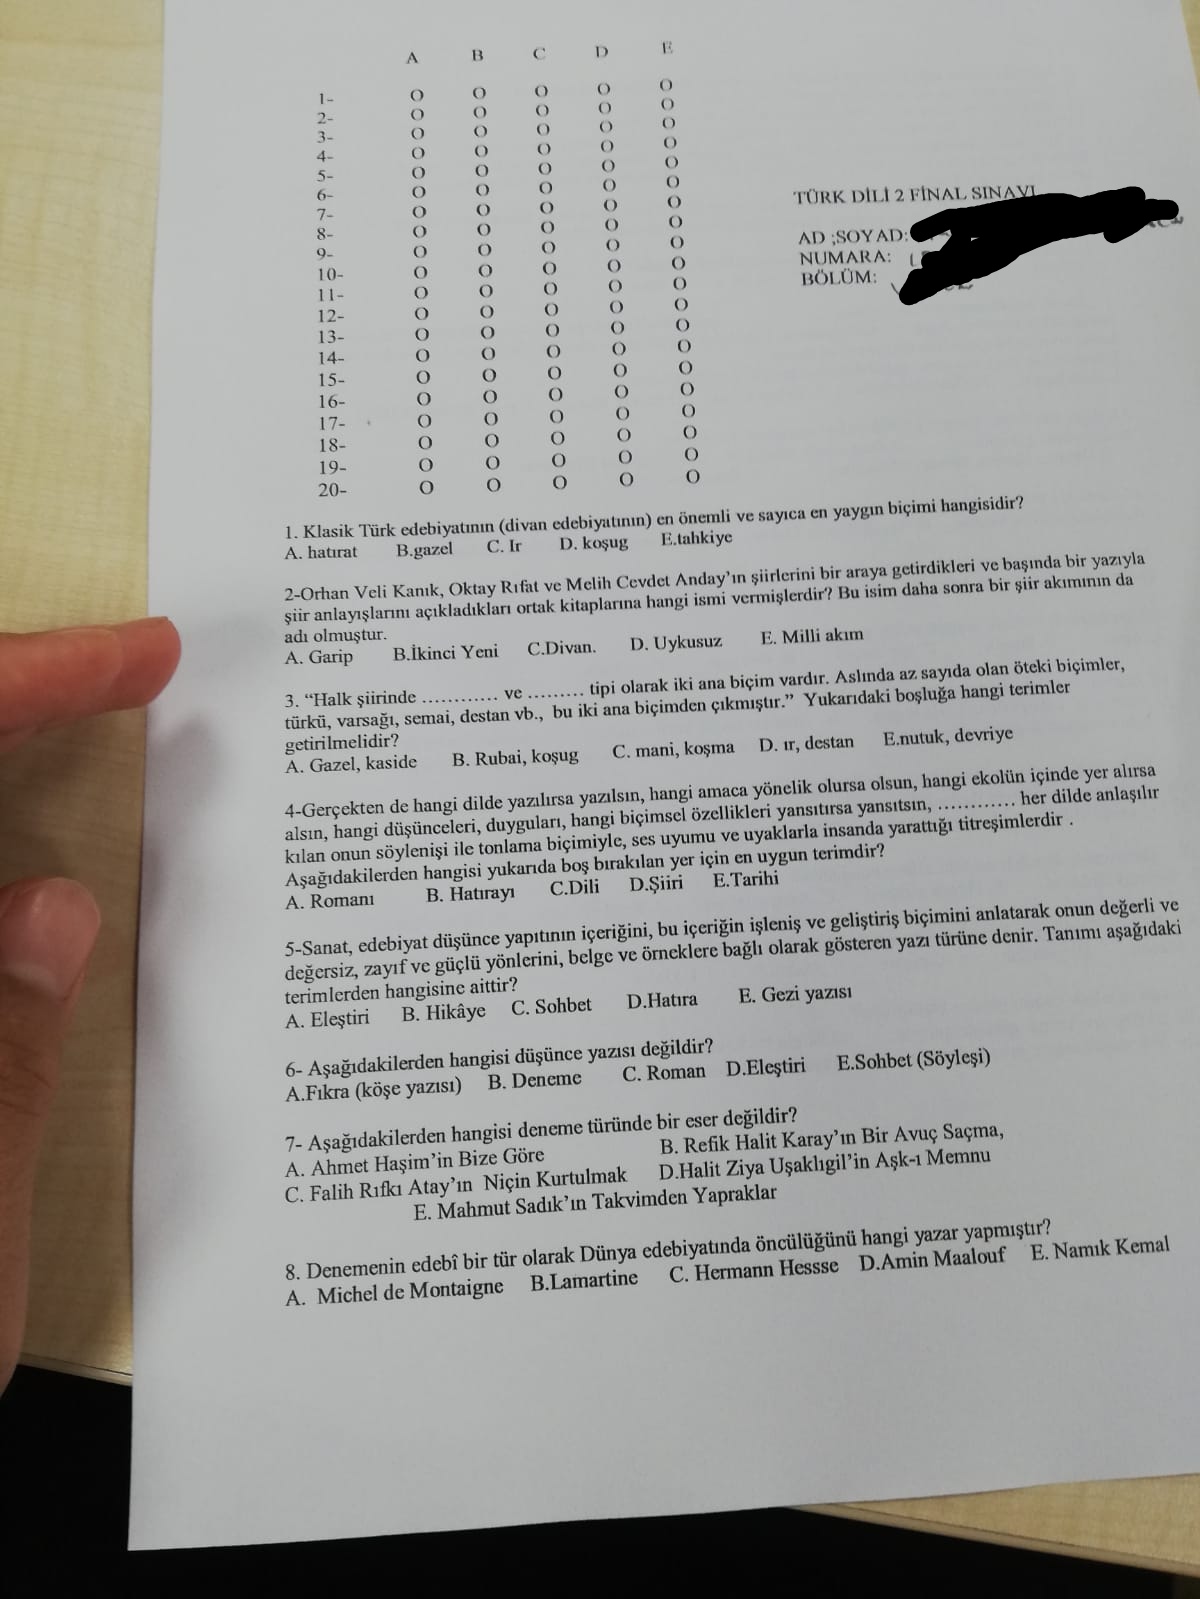 A B C D E
1- O O O O O
2- O O O O O
3- O O O O O
4- O O O O O
5- O O O O O
6- O O O O O
7- O O O O O
8- O O O O O
9- O O O O O
10- O O O O O
11- O O O O O
12- O O O O O
13- O O O O O
14- O O O O O
15- O O O O O
16- O O O O O
17- O O O O O
18- O O O O O
19- O O O O O
20- O O O O O
TÜRK DİLİ 2 FİNAL SINAVI
AD ;SOYAD:
NUMARA:
BÖLÜM:
1. Klasik Türk edebiyatının (divan edebiyatının) en önemli ve sayıca en yaygın biçimi hangisidir?
A. hatırat B.gazel C. Ir D. koşug E.tahkiye
2-Orhan Veli Kanık, Oktay Rıfat ve Melih Cevdet Anday’ın şiirlerini bir araya getirdikleri ve başında bir yazıyla
şiir anlayışlarını açıkladıkları ortak kitaplarına hangi ismi vermişlerdir? Bu isim daha sonra bir şiir akımının da
adı olmuştur.
A. Garip B.İkinci Yeni C.Divan. D. Uykusuz E. Milli akım
3. “Halk şiirinde ………… ve ……… tipi olarak iki ana biçim vardır. Aslında az sayıda olan öteki biçimler,
türkü, varsağı, semai, destan vb., bu iki ana biçimden çıkmıştır.” Yukarıdaki boşluğa hangi terimler
getirilmelidir?
A. Gazel, kaside B. Rubai, koşug C. mani, koşma D. ır, destan E.nutuk, devriye
4-Gerçekten de hangi dilde yazılırsa yazılsın, hangi amaca yönelik olursa olsun, hangi ekolün içinde yer alırsa
alsın, hangi düşünceleri, duyguları, hangi biçimsel özellikleri yansıtırsa yansıtsın, ………… her dilde anlaşılır
kılan onun söylenişi ile tonlama biçimiyle, ses uyumu ve uyaklarla insanda yarattığı titreşimlerdir .
Aşağıdakilerden hangisi yukarıda boş bırakılan yer için en uygun terimdir?
A. Romanı B. Hatırayı C.Dili D.Şiiri E.Tarihi
5-Sanat, edebiyat düşünce yapıtının içeriğini, bu içeriğin işleniş ve geliştiriş biçimini anlatarak onun değerli ve
değersiz, zayıf ve güçlü yönlerini, belge ve örneklere bağlı olarak gösteren yazı türüne denir. Tanımı aşağıdaki
terimlerden hangisine aittir?
A. Eleştiri B. Hikâye C. Sohbet D.Hatıra E. Gezi yazısı
6- Aşağıdakilerden hangisi düşünce yazısı değildir?
A.Fıkra (köşe yazısı) B. Deneme C. Roman D.Eleştiri E.Sohbet (Söyleşi)
7- Aşağıdakilerden hangisi deneme türünde bir eser değildir?
A. Ahmet Haşim’in Bize Göre B. Refik Halit Karay’ın Bir Avuç Saçma,
C. Falih Rıfkı Atay’ın Niçin Kurtulmak D.Halit Ziya Uşaklıgil’in Aşk-ı Memnu
E. Mahmut Sadık’ın Takvimden Yapraklar
8. Denemenin edebî bir tür olarak Dünya edebiyatında öncülüğünü hangi yazar yapmıştır?
A. Michel de Montaigne B.Lamartine C. Hermann Hessse D.Amin Maalouf E. Namık Kemal